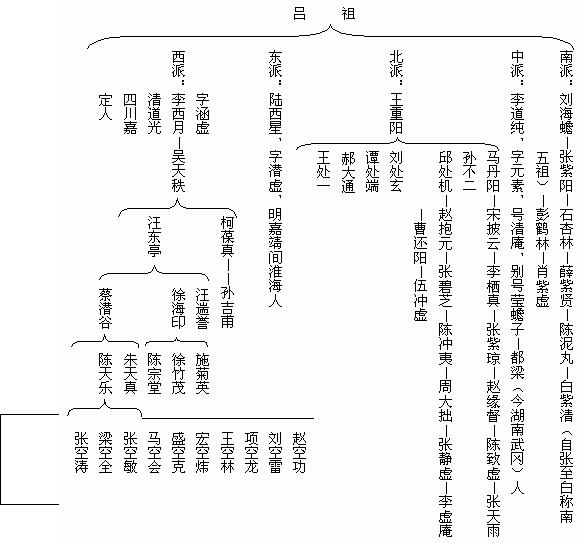 吕 祖
南派：刘海蟾—张紫阳—石杏林—薛紫贤—陈泥丸—白紫清（自张至白称南
五祖）—彭鹤林—肖紫虚
中派：李道纯，字元素，号清庵，别号莹蟾子—都梁（今湖南武冈）人
北派：王重阳
马丹阳—宋披云—李栖真—张紫琼—赵缘督—陈致虚—张天雨
孙不二
邱处机—赵抱元—张碧芝—陈冲夷—周大拙—张静虚—李虚庵
—曹还阳—伍冲虚
刘处玄
谭处端
郝大通
王处一
东派：陆西星，字潜虚，明嘉靖间淮海人
西派：李西月—吴天秩
字涵虚
清道光
四川嘉
定人
柯葆真——孙吉甫
汪东亭
汪耑誉
徐海印
蔡潜谷
施菊英
徐竹茂
陈宗堂
朱天真
陈天乐
赵空功
刘空雷
项空龙
王空林
宏空炜
盛空克
马空会
张空敏
梁空全
张空涛